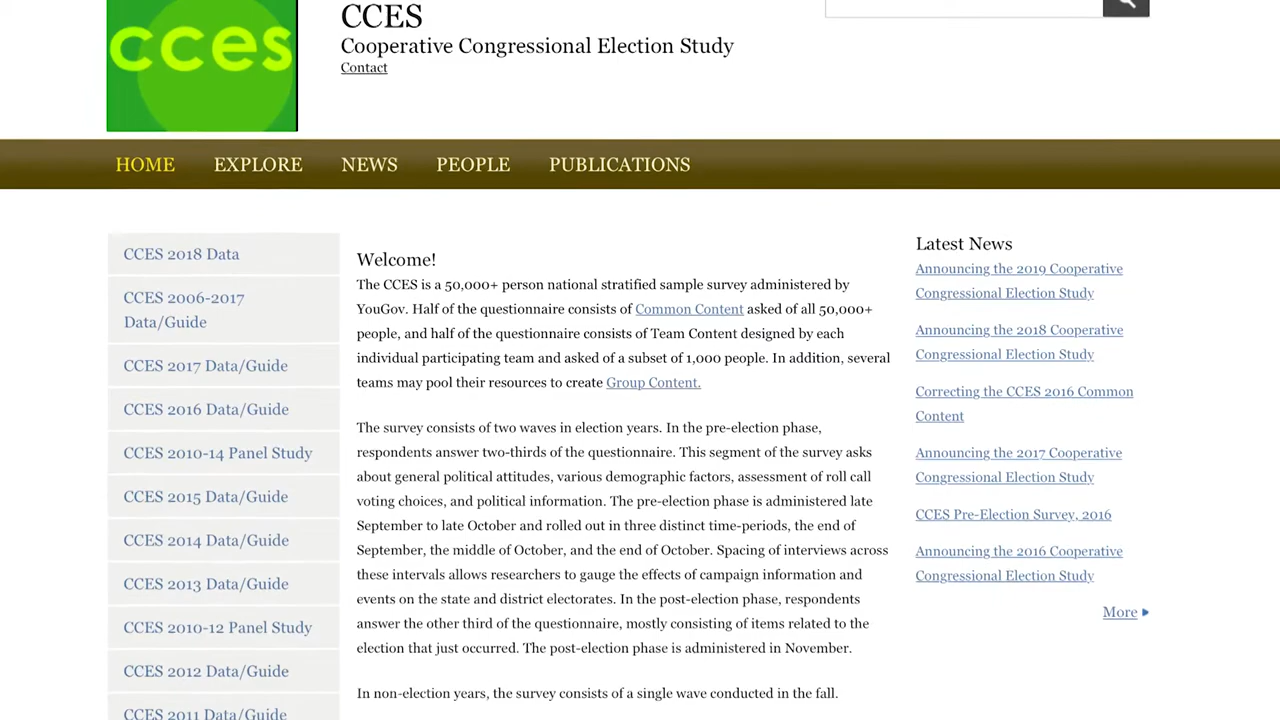 cces
CCES
Cooperative Congressional Election Study
Contact
HOME EXPLORE NEWS PEOPLE PUBLICATIONS
CCES 2018 Data
CCES 2006-2017
Data/Guide
CCES 2017 Data/Guide
CCES 2016 Data/Guide
CCES 2010-14 Panel Study
CCES 2015 Data/Guide
CCES 2014 Data/Guide
CCES 2013 Data/Guide
CCES 2010-12 Panel Study
CCES 2012 Data/Guide
CCES 2011 Data/Guide
Welcome!
The CCES is a 50,000+ person national stratified sample survey administered by
YouGov. Half of the questionnaire consists of Common Content asked of all 50,000+
people, and half of the questionnaire consists of Team Content designed by each
individual participating team and asked of a subset of 1,000 people. In addition, several
teams may pool their resources to create Group Content.
The survey consists of two waves in election years. In the pre-election phase,
respondents answer two-thirds of the questionnaire. This segment of the survey asks
about general political attitudes, various demographic factors, assessment of roll call
voting choices, and political information. The pre-election phase is administered late
September to late October and rolled out in three distinct time-periods, the end of
September, the middle of October, and the end of October. Spacing of interviews across
these intervals allows researchers to gauge the effects of campaign information and
events on the state and district electorates. In the post-election phase, respondents
answer the other third of the questionnaire, mostly consisting of items related to the
election that just occurred. The post-election phase is administered in November.
In non-election years, the survey consists of a single wave conducted in the fall.
Latest News
Announcing the 2019 Cooperative
Congressional Election Study
Announcing the 2018 Cooperative
Congressional Election Study
Correcting the CCES 2016 Common
Content
Announcing the 2017 Cooperative
Congressional Election Study
CCES Pre-Election Survey, 2016
Announcing the 2016 Cooperative
Congressional Election Study
More